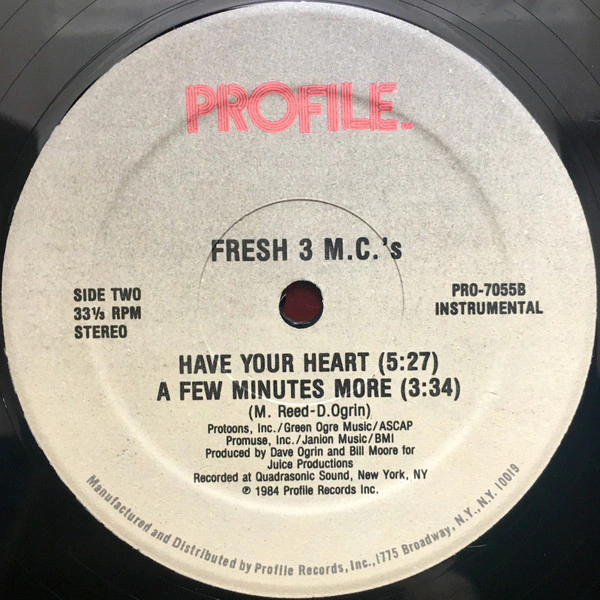 PROFILE.
FRESH 3 M.C.'s
SIDE TWO
33⅓ RPM
STEREO
PRO-7055B
INSTRUMENTAL
HAVE YOUR HEART (5:27)
A FEW MINUTES MORE (3:34)
(M. Reed-D.Ogrin)
Protoons, Inc./Green Ogre Music/ASCAP
Promuse, Inc./Janion Music/BMI
Produced by Dave Ogrin and Bill Moore for
Juice Productions
Recorded at Quadrasonic Sound, New York, NY
℗ 1984 Profile Records Inc.
Manufactured and Distributed by Profile Records, Inc., 1775 Broadway, N.Y., N.Y. 10019